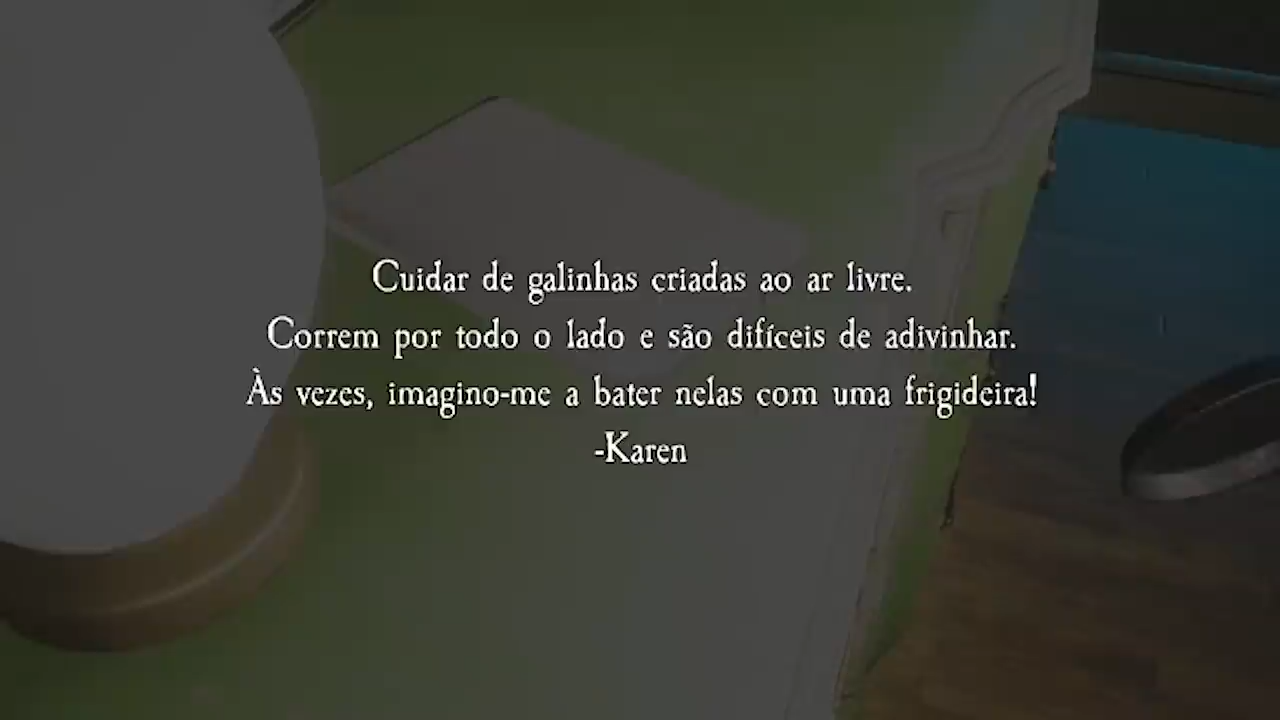 Cuidar de galinhas criadas ao ar livre.
Correm por todo o lado e são difíceis de adivinhar.
Às vezes, imagino-me a bater nelas com uma frigideira!
-Karen